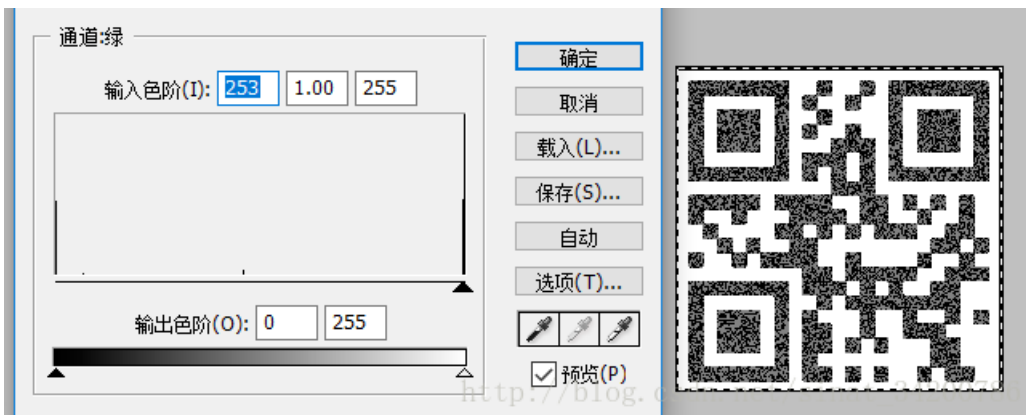 通道:绿
输入色阶(I): 253 1.00 255
输出色阶(O): 0 255
确定
取消
载入(L)...
保存(S)...
自动
选项(T)...
预览(P)
http://blog.